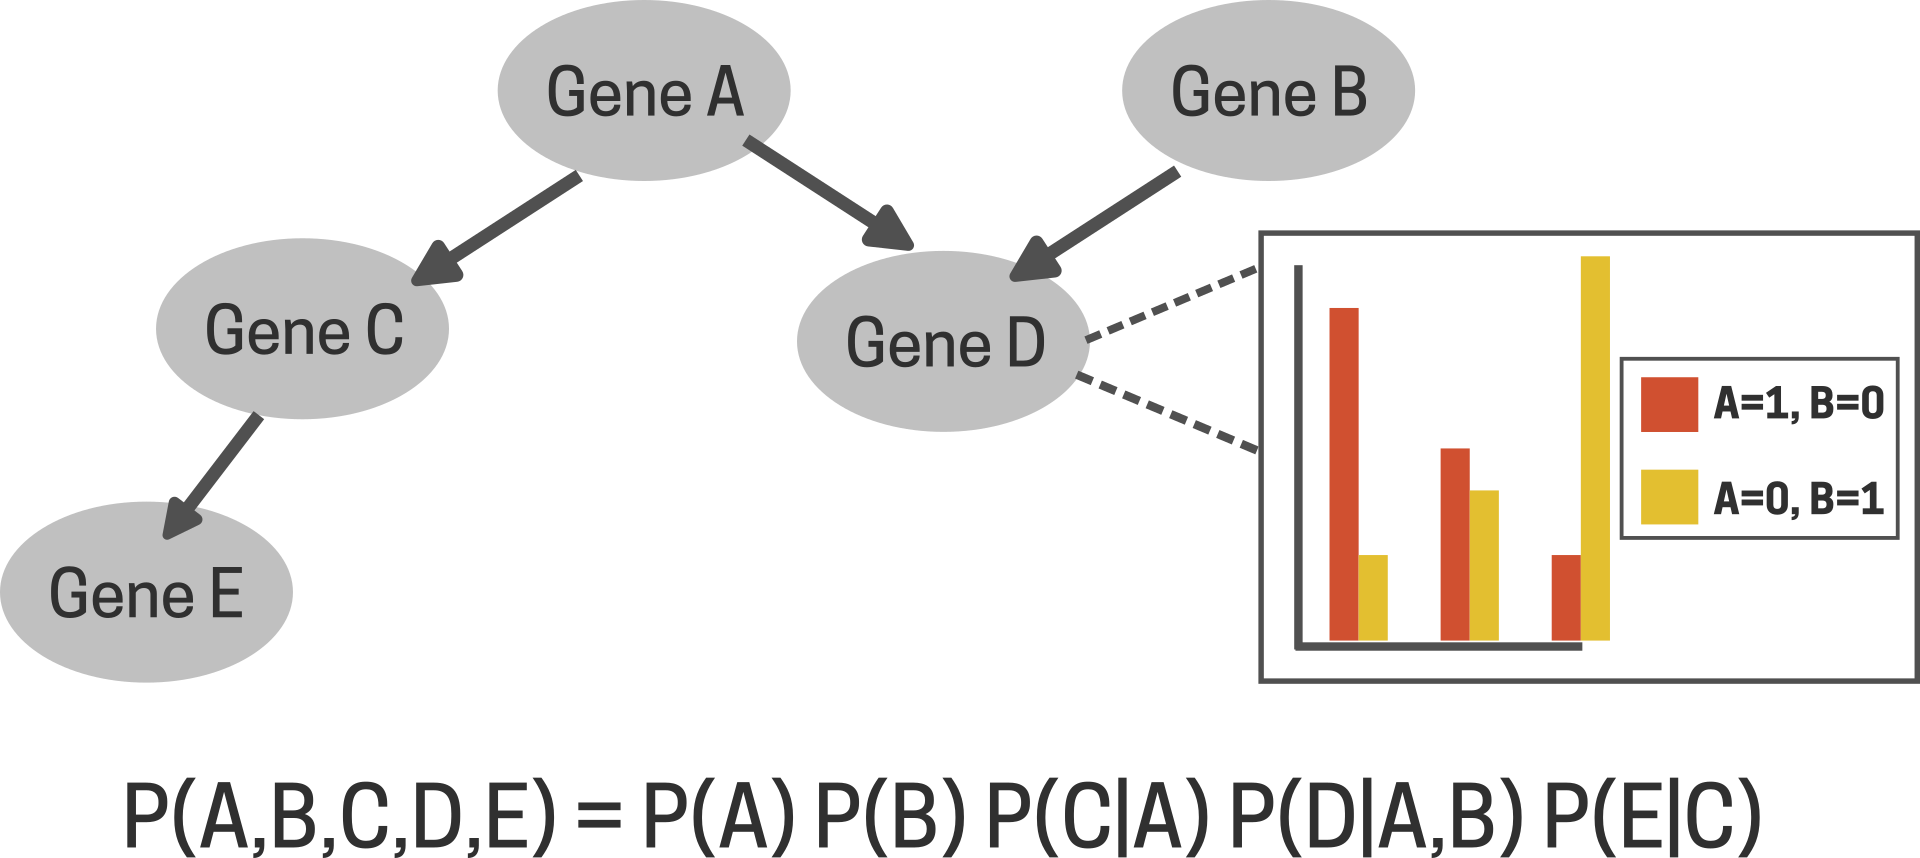 Gene A
Gene B
Gene C
Gene D
Gene E
A=1, B=0
A=0, B=1
P(A,B,C,D,E) = P(A) P(B) P(C|A) P(D|A,B) P(E|C)